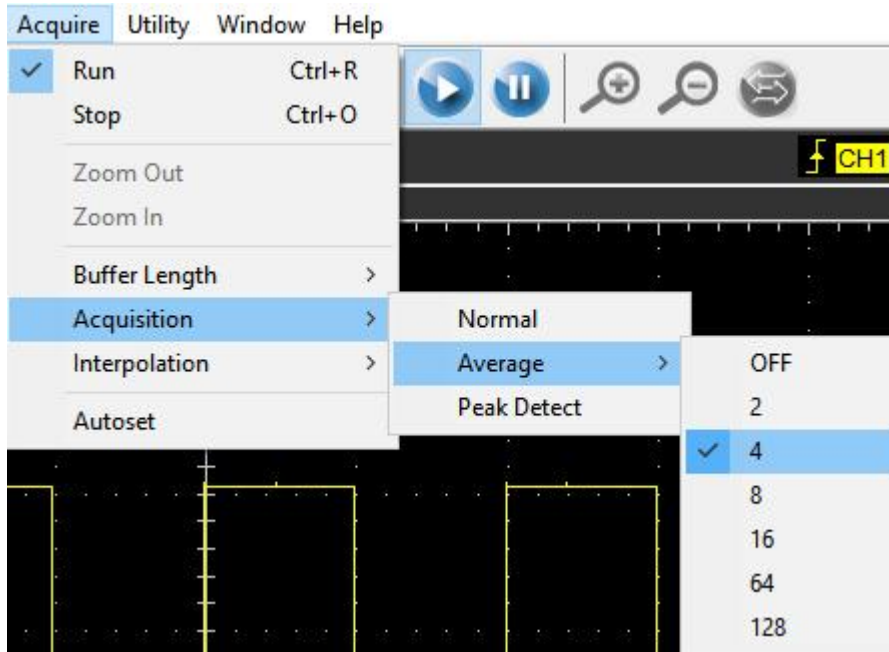 Acquire Utility Window Help
Run Ctrl+R
Stop Ctrl+O
CH1
Zoom Out
Zoom In
Buffer Length
Acquisition
Interpolation
Autoset
Normal
Average
Peak Detect
OFF
2
4
8
16
64
128